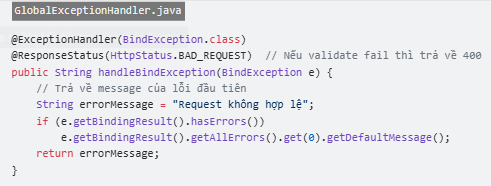 GlobalExceptionHandler.java
@ExceptionHandler(BindException.class)
@ResponseStatus(HttpStatus.BAD_REQUEST)  // Nếu validate fail thì trả về 400
public String handleBindException(BindException e) {
    // Trả về message của lỗi đầu tiên
    String errorMessage = "Request không hợp lệ";
    if (e.getBindingResult().hasErrors())
        e.getBindingResult().getAllErrors().get(0).getDefaultMessage();
    return errorMessage;
}